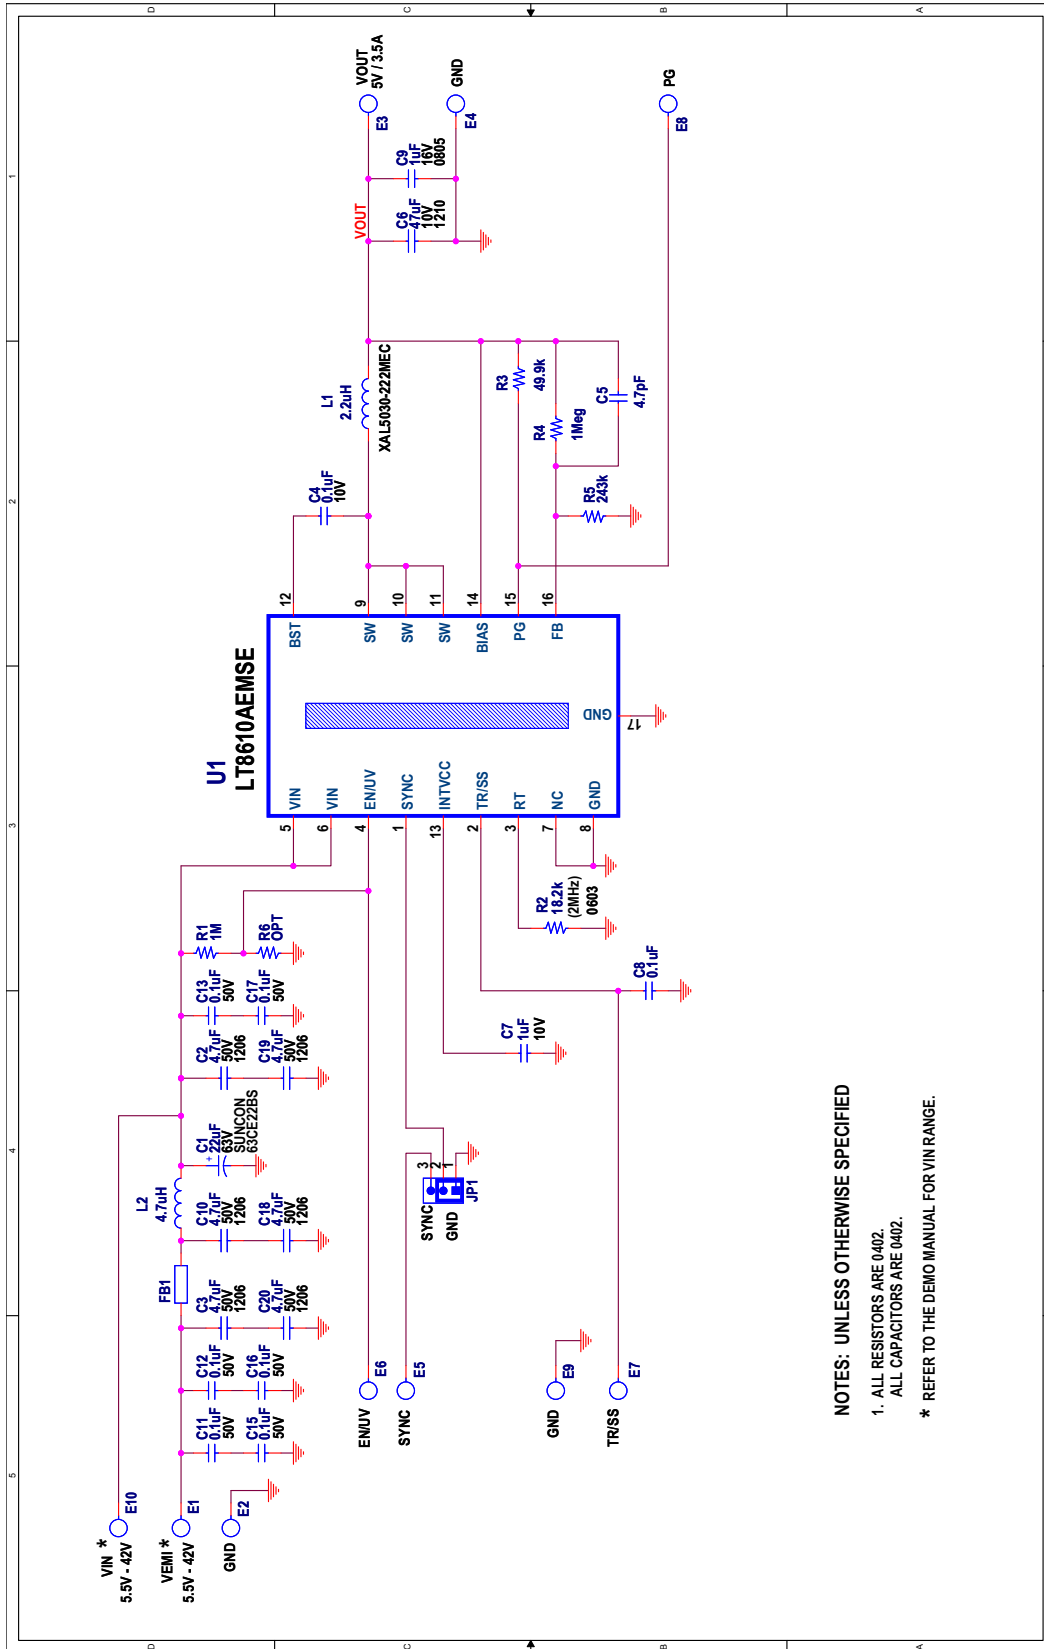 5
4
3
2
1
D
C
B
A
D
C
B
A
VIN *
5.5V - 42V
E10
VEMI *
5.5V - 42V
E1
GND
E2
C11
0.1uF
50V
C15
0.1uF
50V
C12
0.1uF
50V
C16
0.1uF
50V
C3
4.7uF
50V
1206
C20
4.7uF
50V
1206
FB1
C10
4.7uF
50V
1206
C18
4.7uF
50V
1206
L2
4.7uH
C1
+
22uF
63V
SUNCON
63CE22BS
C2
4.7uF
50V
1206
C19
4.7uF
50V
1206
C13
0.1uF
50V
C17
0.1uF
50V
R1
1M
R6
OPT
U1
LT8610AEMSE
5
VIN
6
VIN
4
EN/UV
1
SYNC
13
INTVCC
2
TR/SS
3
RT
7
NC
8
GND
BST
12
SW
9
SW
10
SW
11
BIAS
14
PG
15
FB
16
GND
17
C4
0.1uF
10V
L1
2.2uH
XAL5030-222MEC
VOUT
C6
47uF
10V
1210
C9
1uF
16V
0805
VOUT
5V / 3.5A
E3
GND
E4
R3
49.9k
R4
1Meg
C5
4.7pF
R5
243k
PG
E8
EN/UV
E6
SYNC
E5
SYNC
GND
3
2
1
JP1
C7
1uF
10V
R2
18.2k
(2MHz)
0603
C8
0.1uF
GND
E9
TR/SS
E7
NOTES: UNLESS OTHERWISE SPECIFIED
1. ALL RESISTORS ARE 0402.
ALL CAPACITORS ARE 0402.
* REFER TO THE DEMO MANUAL FOR VIN RANGE.